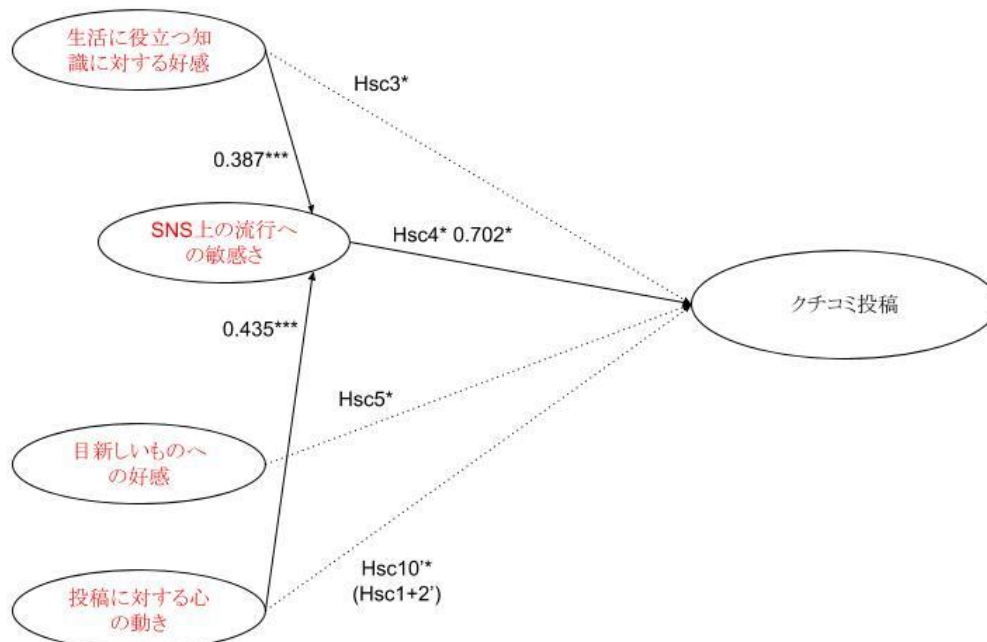 生活に役立つ知
識に対する好感
Hsc3*
0.387***
SNS上の流行へ
の敏感さ
Hsc4* 0.702*
クチコミ投稿
0.435***
Hsc5*
目新しいものへ
の好感
Hsc10’*
(Hsc1+2’)
投稿に対する心
の動き